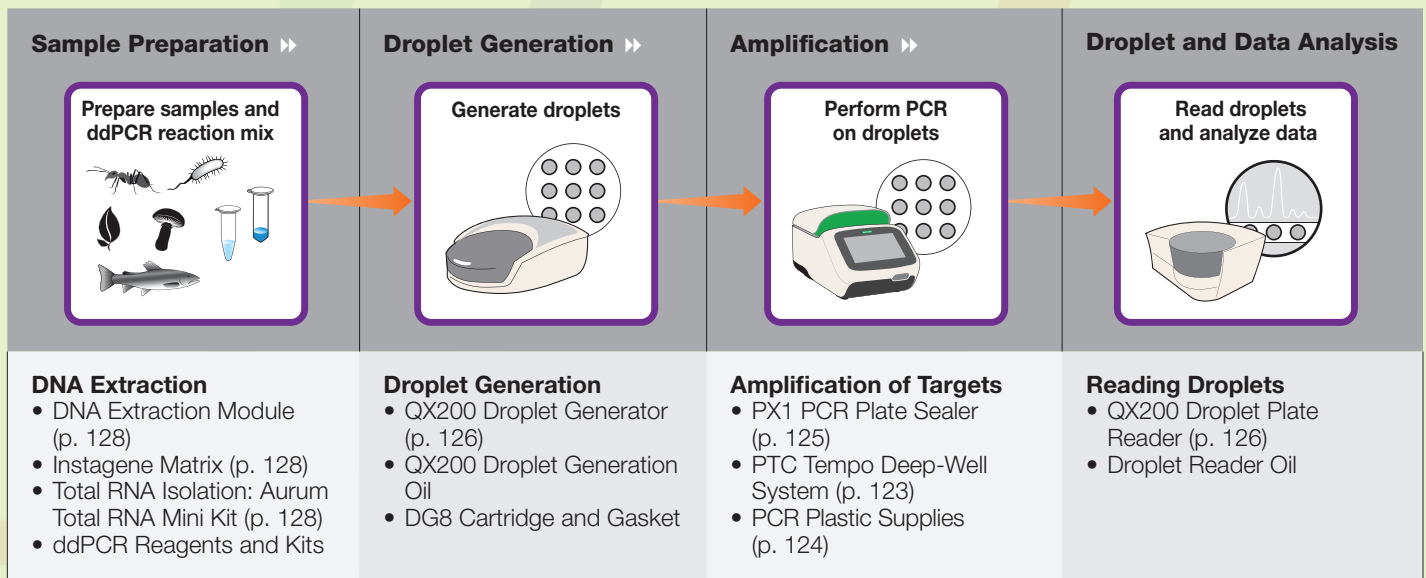 Sample Preparation
Droplet Generation
Amplification
Droplet and Data Analysis
Prepare samples and
ddPCR reaction mix
Generate droplets
Perform PCR
on droplets
Read droplets
and analyze data
DNA Extraction
• DNA Extraction Module
(p. 128)
• Instagene Matrix (p. 128)
• Total RNA Isolation: Aurum
Total RNA Mini Kit (p. 128)
• ddPCR Reagents and Kits
Droplet Generation
• QX200 Droplet Generator
(p. 126)
• QX200 Droplet Generation
Oil
• DG8 Cartridge and Gasket
Amplification of Targets
• PX1 PCR Plate Sealer
(p. 125)
• PTC Tempo Deep-Well
System (p. 123)
• PCR Plastic Supplies
(p. 124)
Reading Droplets
• QX200 Droplet Plate
Reader (p. 126)
• Droplet Reader Oil